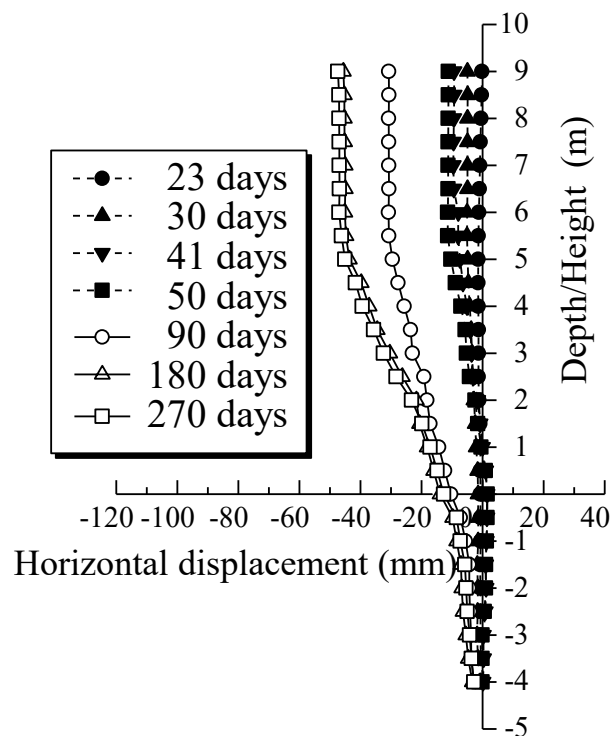 10
9
8
7
6
5
4
3
2
1
-1
-2
-3
-4
-5
Depth/Height (m)
23 days
30 days
41 days
50 days
90 days
180 days
270 days
-120 -100 -80 -60 -40 -20 20 40
Horizontal displacement (mm)